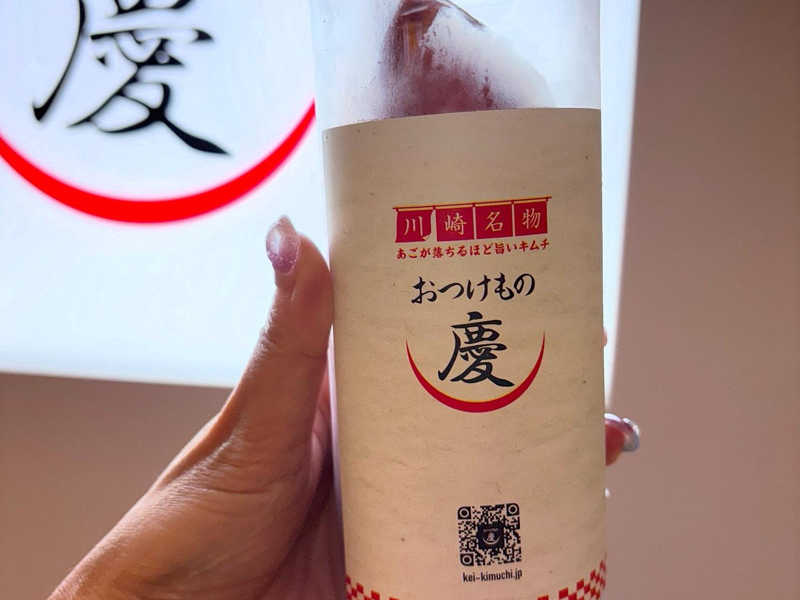 慶
川崎名物
あごが落ちるほど旨いキムチ
おつけもの
慶
kei-kimuchi.jp